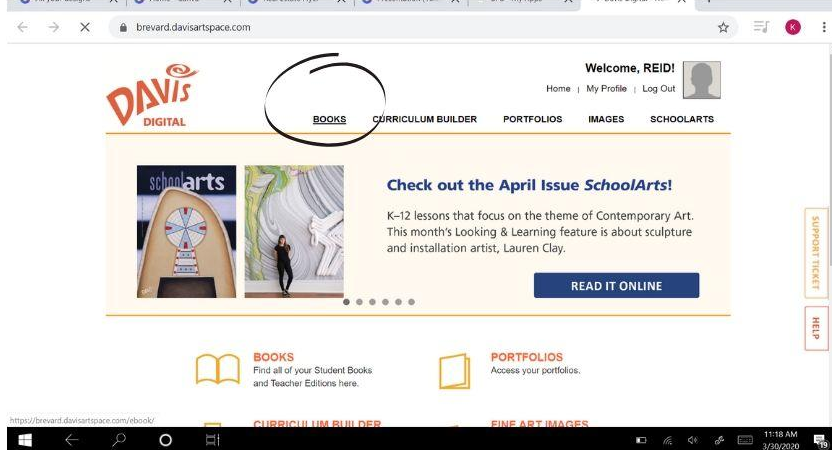 brevard.davisartspace.com
K
Welcome, REID!
Home | My Profile | Log Out
DAVIS
DIGITAL
BOOKS CURRICULUM BUILDER PORTFOLIOS IMAGES SCHOOLARTS
schoolarts
Check out the April Issue SchoolArts!
K–12 lessons that focus on the theme of Contemporary Art.
This month's Looking & Learning feature is about sculpture
and installation artist, Lauren Clay.
READ IT ONLINE
SUPPORT TICKET
HELP
BOOKS
Find all of your Student Books
and Teacher Editions here.
PORTFOLIOS
Access your portfolios.
CURRICULUM BUILDER
FINE ART IMAGES
https://brevard.davisartspace.com/ebook/
11:18 AM
3/30/2020
19